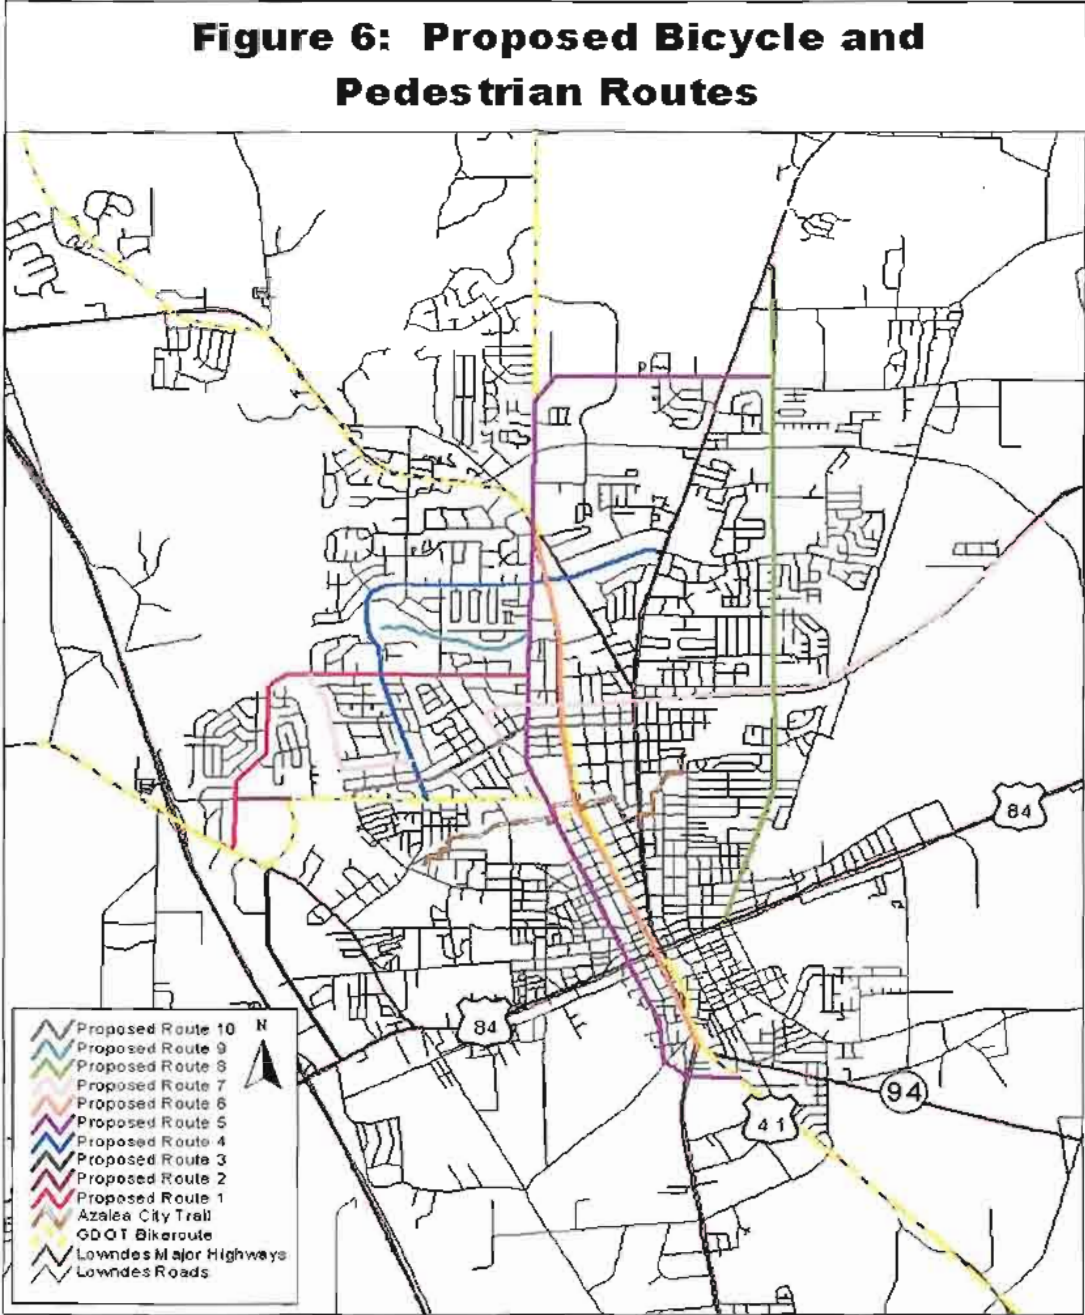 Figure 6: Proposed Bicycle and
Pedestrian Routes
84
84
94
41
N
Proposed Route 10
Proposed Route 9
Proposed Route 8
Proposed Route 7
Proposed Route 6
Proposed Route 5
Proposed Route 4
Proposed Route 3
Proposed Route 2
Proposed Route 1
Azalea City Trail
GDOT Bikeroute
Lowndes Major Highways
Lowndes Roads